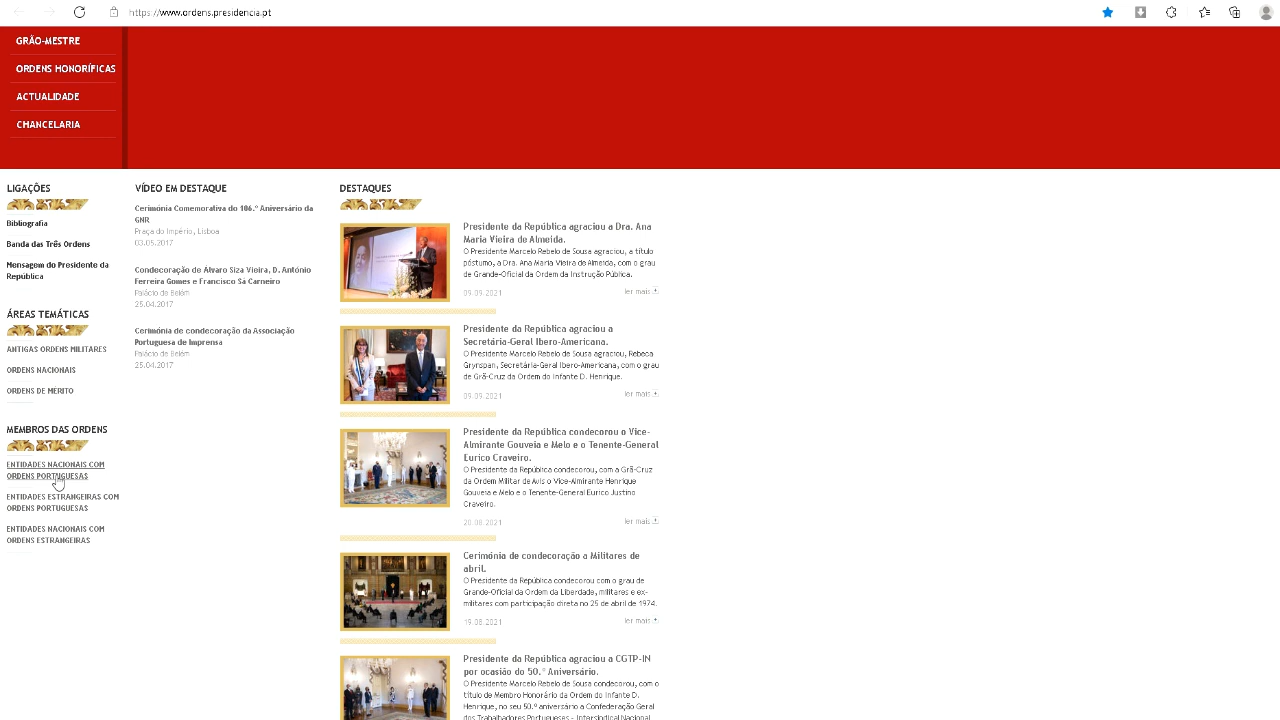 https://www.ordens.presidencia.pt
GRÃO-MESTRE
ORDENS HONORÍFICAS
ACTUALIDADE
CHANCELARIA
LIGAÇÕES
Bibliografia
Banda das Três Ordens
Mensagem do Presidente da
República
ÁREAS TEMÁTICAS
ANTIGAS ORDENS MILITARES
ORDENS NACIONAIS
ORDENS DE MÉRITO
MEMBROS DAS ORDENS
ENTIDADES NACIONAIS COM
ORDENS PORTUGUESAS
ENTIDADES ESTRANGEIRAS COM
ORDENS PORTUGUESAS
ENTIDADES NACIONAIS COM
ORDENS ESTRANGEIRAS
VÍDEO EM DESTAQUE
Cerimónia Comemorativa do 106.º Aniversário da
GNR
Praça do Império, Lisboa
03.05.2017
Condecoração de Álvaro Siza Vieira, D. António
Ferreira Gomes e Francisco Sá Carneiro
Palácio de Belém
25.04.2017
Cerimónia de condecoração da Associação
Portuguesa de Imprensa
Palácio de Belém
25.04.2017
DESTAQUES
Presidente da República agraciou a Dra. Ana
Maria Vieira de Almeida.
O Presidente Marcelo Rebelo de Sousa agraciou, a título
póstumo, a Dra. Ana Maria Vieira de Almeida, com o grau
de Grande-Oficial da Ordem da Instrução Pública.
09.09.2021 ler mais
Presidente da República agraciou a
Secretária-Geral Ibero-Americana.
O Presidente Marcelo Rebelo de Sousa agraciou, Rebeca
Grynspan, Secretária-Geral Ibero-Americana, com o grau
de Grã-Cruz da Ordem do Infante D. Henrique.
09.09.2021 ler mais
Presidente da República condecorou o Vice-
Almirante Gouveia e Melo e o Tenente-General
Eurico Craveiro.
O Presidente da República condecorou, com a Grã-Cruz
da Ordem Militar de Avis o Vice-Almirante Henrique
Gouveia e Melo e o Tenente-General Eurico Justino
Craveiro.
20.08.2021 ler mais
Cerimónia de condecoração a Militares de
abril.
O Presidente da República condecorou com o grau de
Grande-Oficial da Ordem da Liberdade, militares e ex-
militares com participação direta no 25 de abril de 1974.
19.08.2021 ler mais
Presidente da República agraciou a CGTP-IN
por ocasião do 50.º Aniversário.
O Presidente Marcelo Rebelo de Sousa condecorou, com o
título de Membro Honorário da Ordem do Infante D.
Henrique, no seu 50.º aniversário a Confederação Geral
dos Trabalhadores Portugueses - Intersindical Nacional